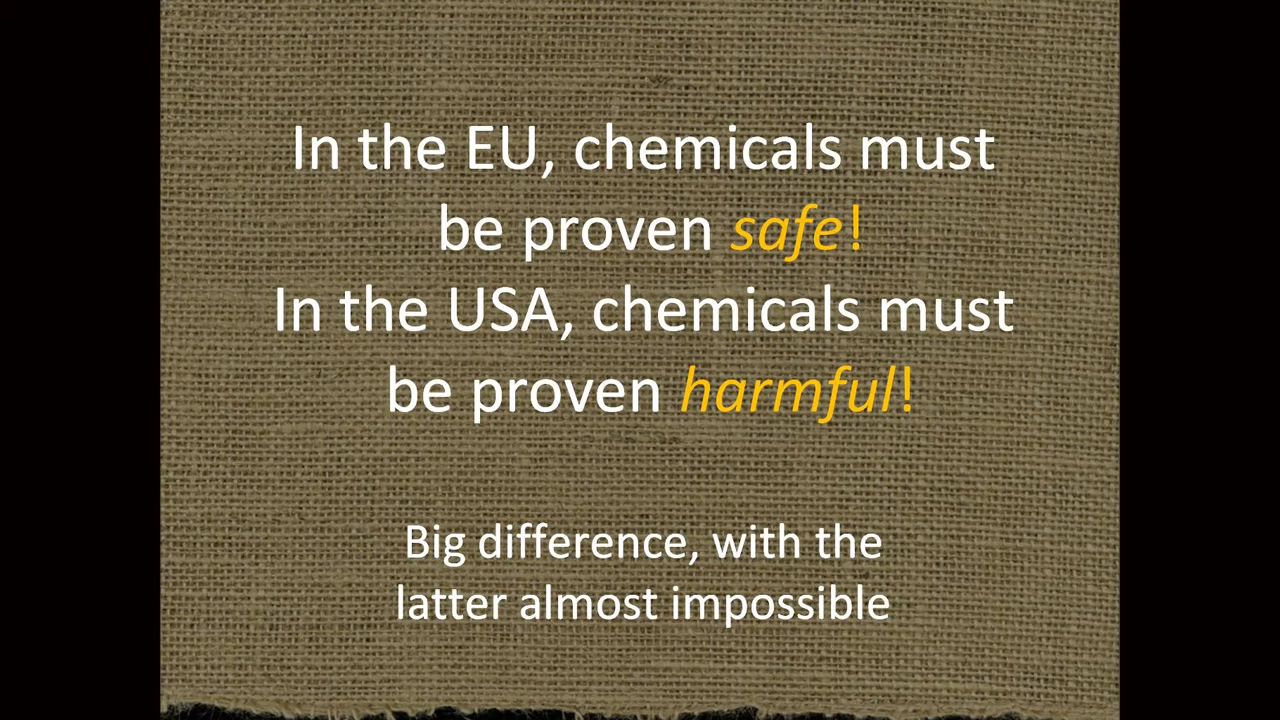 In the EU, chemicals must
be proven safe!
In the USA, chemicals must
be proven harmful!
Big difference, with the
latter almost impossible